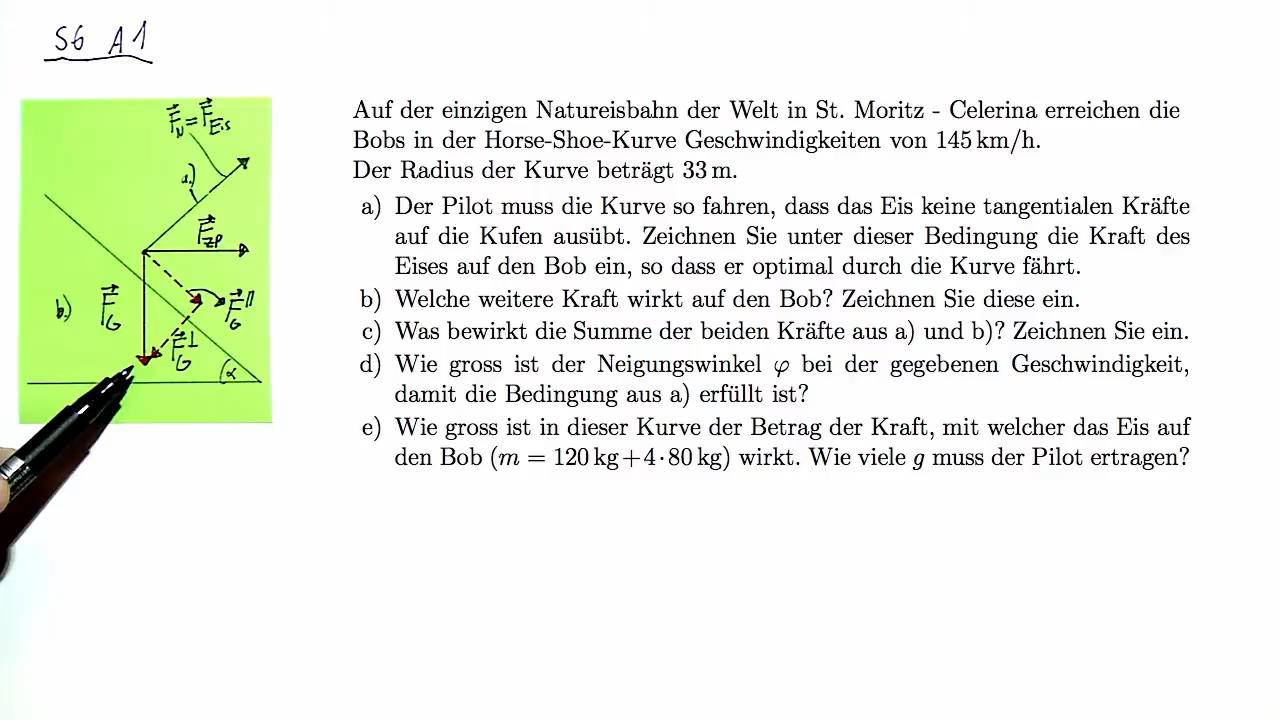 S6 A1
F⃗_N = F⃗_Eis
a.)
F⃗_ZP
b.) F⃗_G
F⃗_G^∥
F⃗_G^⊥
α
Auf der einzigen Natureisbahn der Welt in St. Moritz - Celerina erreichen die
Bobs in der Horse-Shoe-Kurve Geschwindigkeiten von 145 km/h.
Der Radius der Kurve beträgt 33 m.
a) Der Pilot muss die Kurve so fahren, dass das Eis keine tangentialen Kräfte
auf die Kufen ausübt. Zeichnen Sie unter dieser Bedingung die Kraft des
Eises auf den Bob ein, so dass er optimal durch die Kurve fährt.
b) Welche weitere Kraft wirkt auf den Bob? Zeichnen Sie diese ein.
c) Was bewirkt die Summe der beiden Kräfte aus a) und b)? Zeichnen Sie ein.
d) Wie gross ist der Neigungswinkel φ bei der gegebenen Geschwindigkeit,
damit die Bedingung aus a) erfüllt ist?
e) Wie gross ist in dieser Kurve der Betrag der Kraft, mit welcher das Eis auf
den Bob (m = 120 kg + 4 · 80 kg) wirkt. Wie viele g muss der Pilot ertragen?